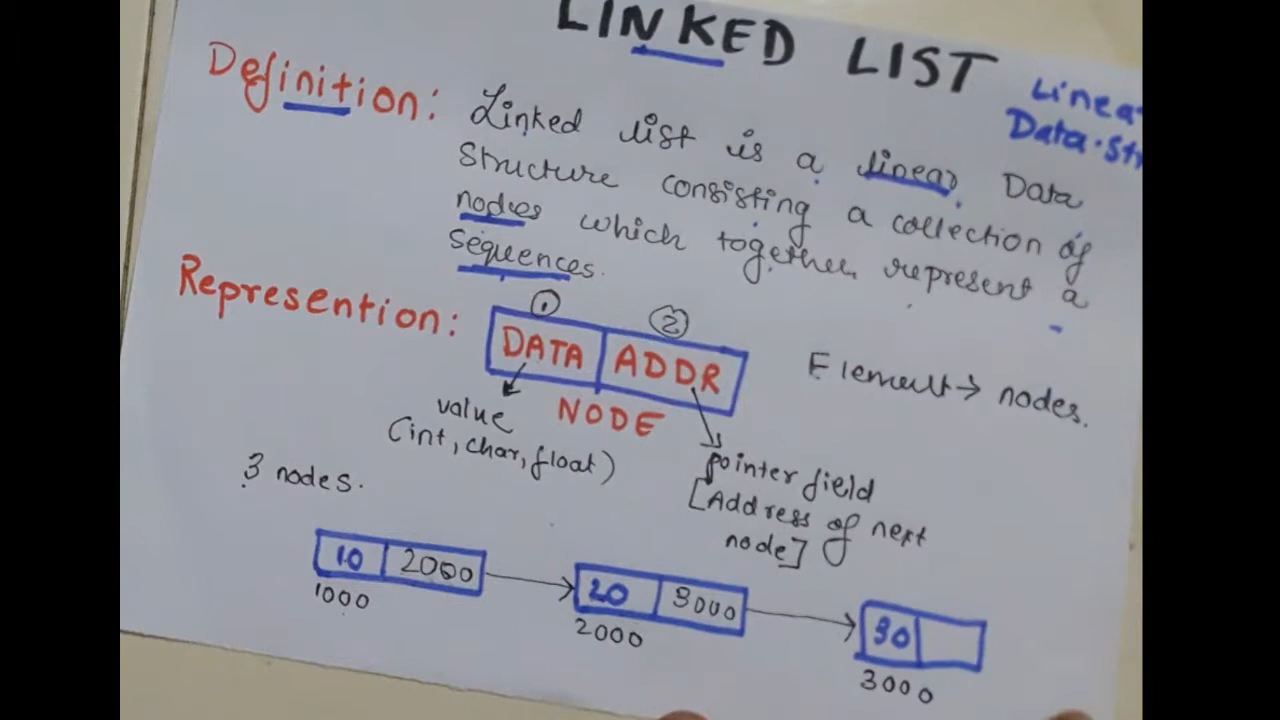 LINKED LIST
Linea
Data.Str
Definition: Linked list is a linear Data
Structure consisting a collection of
nodes which together represent a
sequences.
Represention:
① ②
DATA ADDR
NODE
Element → nodes.
value
(int, char, float)
pointer field
[Address of next
node]
3 nodes.
10 2000 → 20 3000 → 30
1000 2000 3000